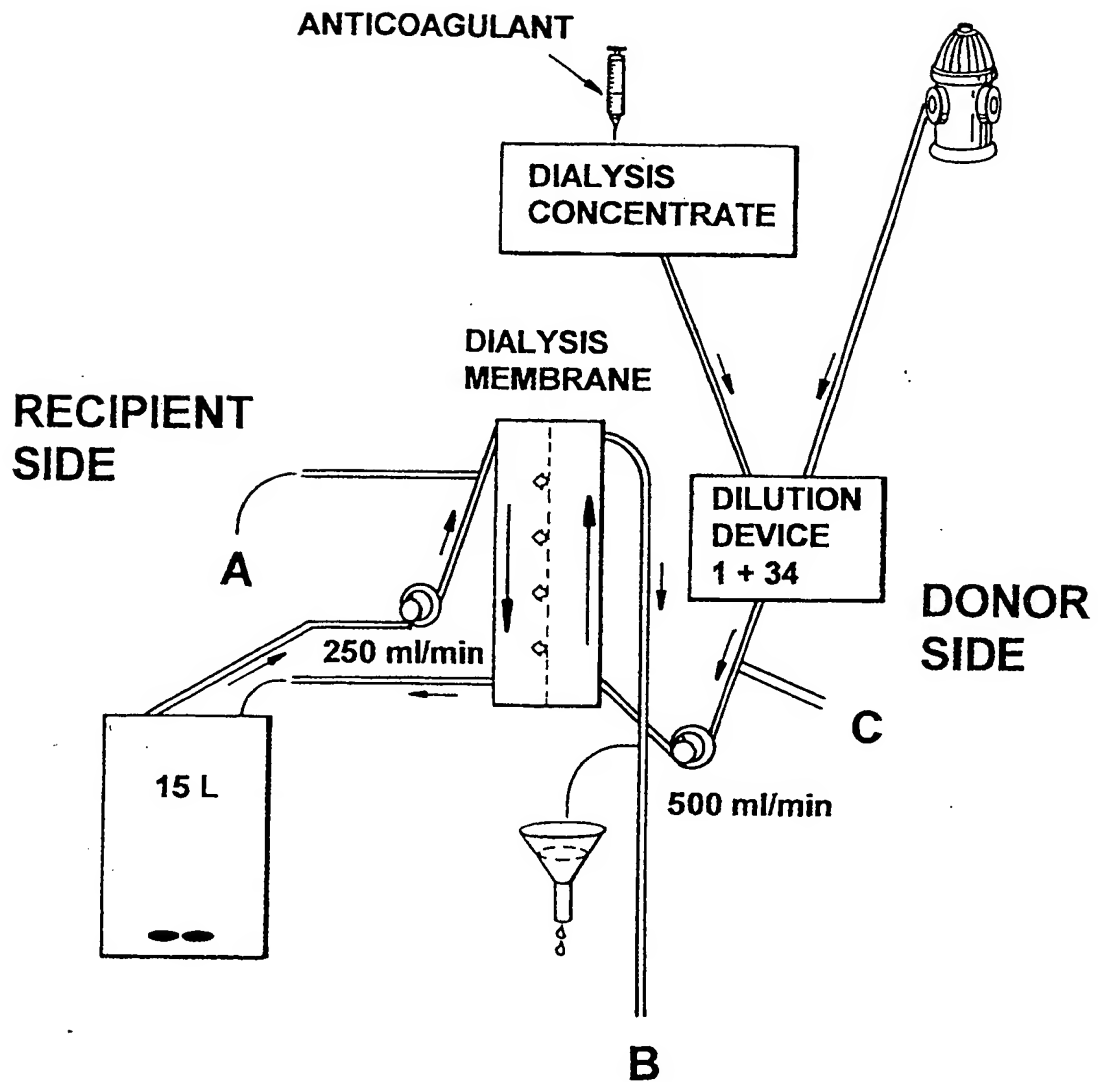 ANTICOAGULANT
DIALYSIS
CONCENTRATE
DIALYSIS
MEMBRANE
RECIPIENT
SIDE
DILUTION
DEVICE
1 + 34
A
DONOR
SIDE
250 ml/min
C
15 L
500 ml/min
B